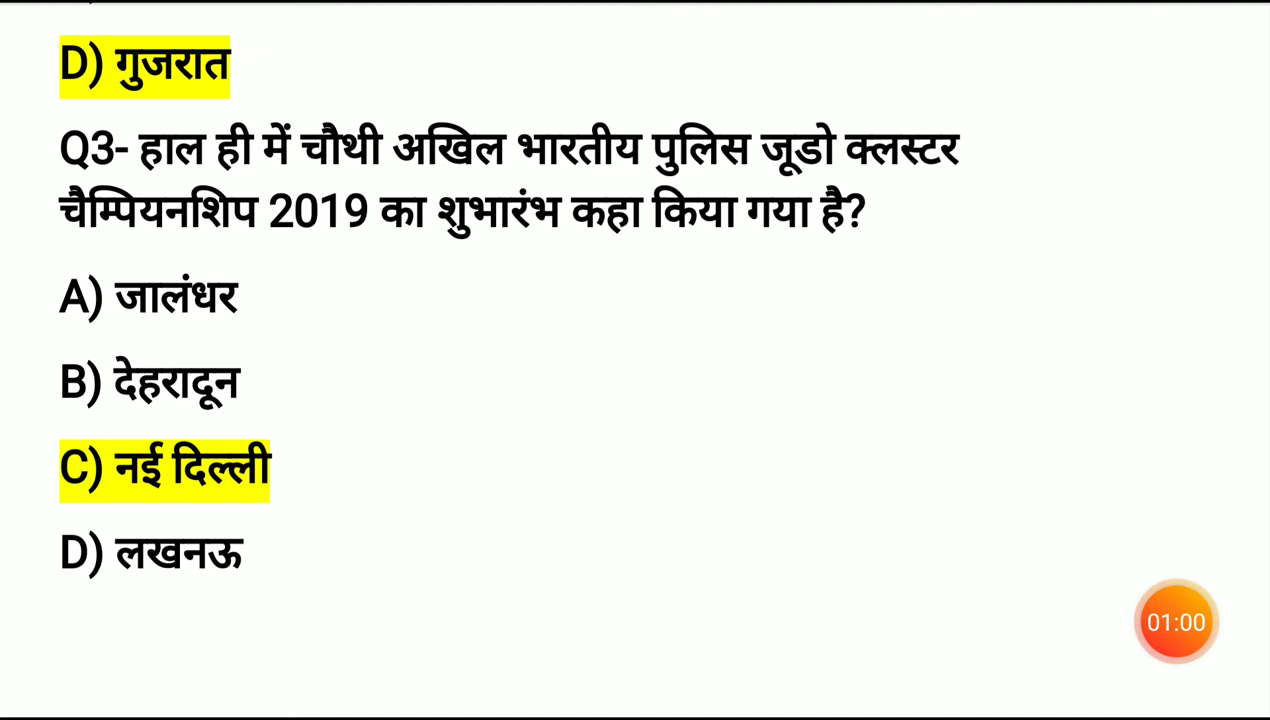 D) गुजरात
Q3- हाल ही में चौथी अखिल भारतीय पुलिस जूडो क्लस्टर
चैम्पियनशिप 2019 का शुभारंभ कहा किया गया है?
A) जालंधर
B) देहरादून
C) नई दिल्ली
D) लखनऊ
01:00